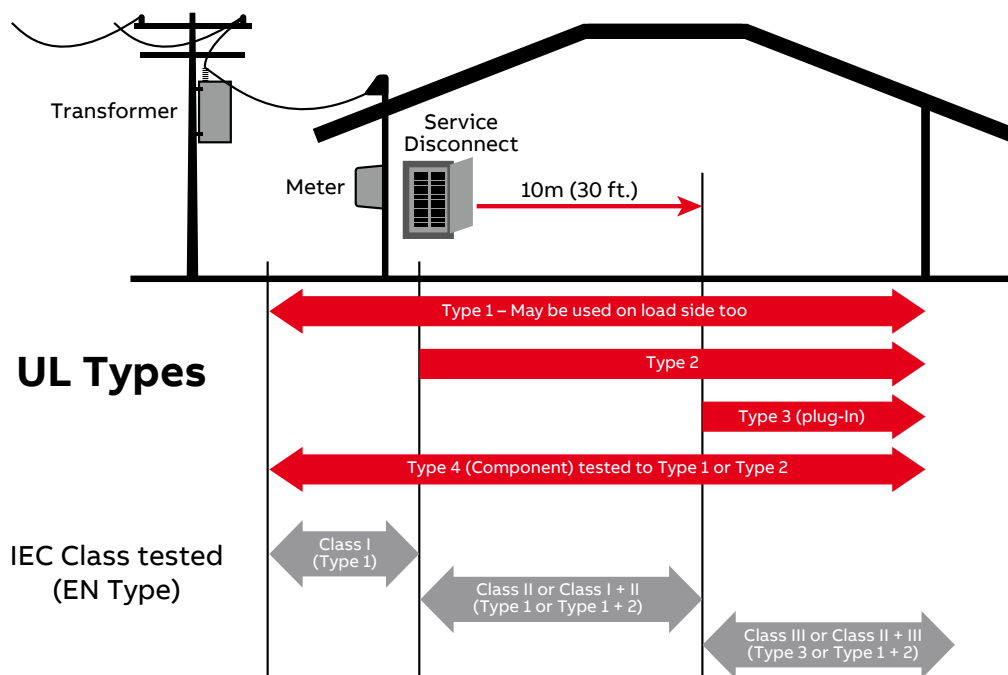 Transformer
Service
Disconnect
Meter
10m (30 ft.)
Type 1 – May be used on load side too
UL Types
Type 2
Type 3 (plug-In)
Type 4 (Component) tested to Type 1 or Type 2
IEC Class tested
(EN Type)
Class I
(Type 1)
Class II or Class I + II
(Type 1 or Type 1 + 2)
Class III or Class II + III
(Type 3 or Type 1 + 2)